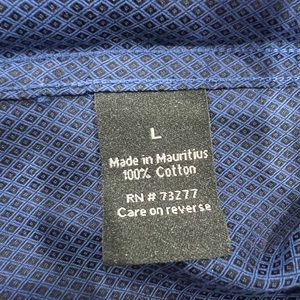 L
Made in Mauritius
100% Cotton
RN # 73277
Care on reverse